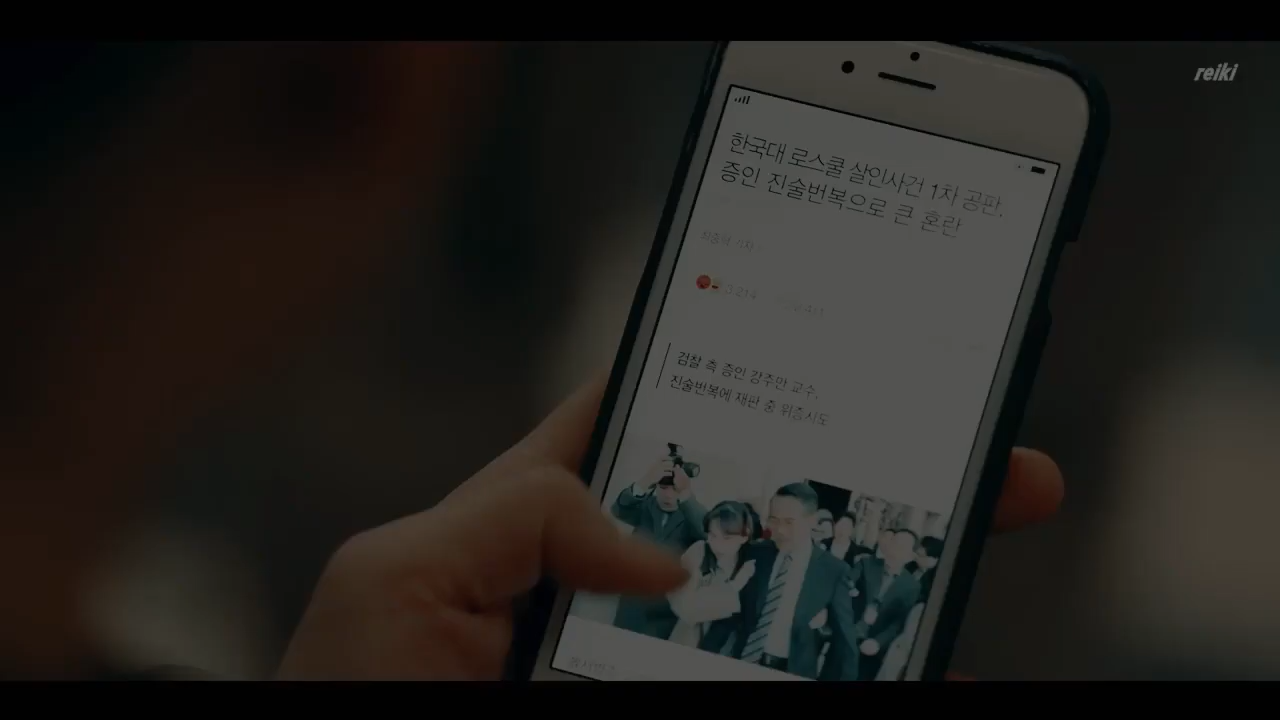 reiki
한국대 로스쿨 살인사건 1차 공판,
증인 진술번복으로 큰 혼란
검찰 측 증인 강주만 교수,
진술번복에 재판 중 위증시도